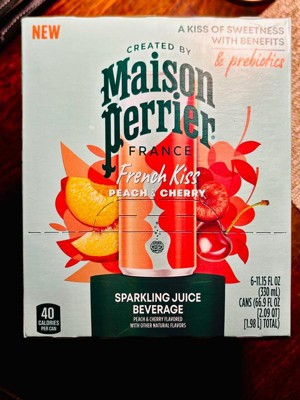 NEW
A KISS OF SWEETNESS
WITH BENEFITS
& prebiotics
CREATED BY
Maison
perrier
FRANCE
French Kiss
PEACH & CHERRY
40
CALORIES
PER CAN
SPARKLING JUICE
BEVERAGE
PEACH & CHERRY FLAVORED
WITH OTHER NATURAL FLAVORS
6-11.15 FL OZ
(330 mL)
CANS (66.9 FL OZ
[2.09 QT]
[1.98 L] TOTAL)